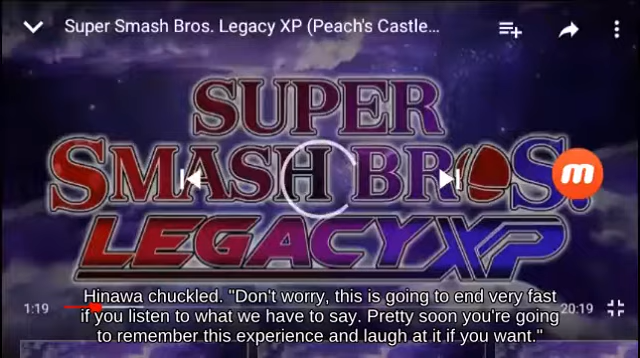 Super Smash Bros. Legacy XP (Peach's Castle...
SUPER
SMASH BROS.
LEGACY XP
m
1:19
20:19
Hinawa chuckled. "Don't worry, this is going to end very fast
if you listen to what we have to say. Pretty soon you're going
to remember this experience and laugh at it if you want."